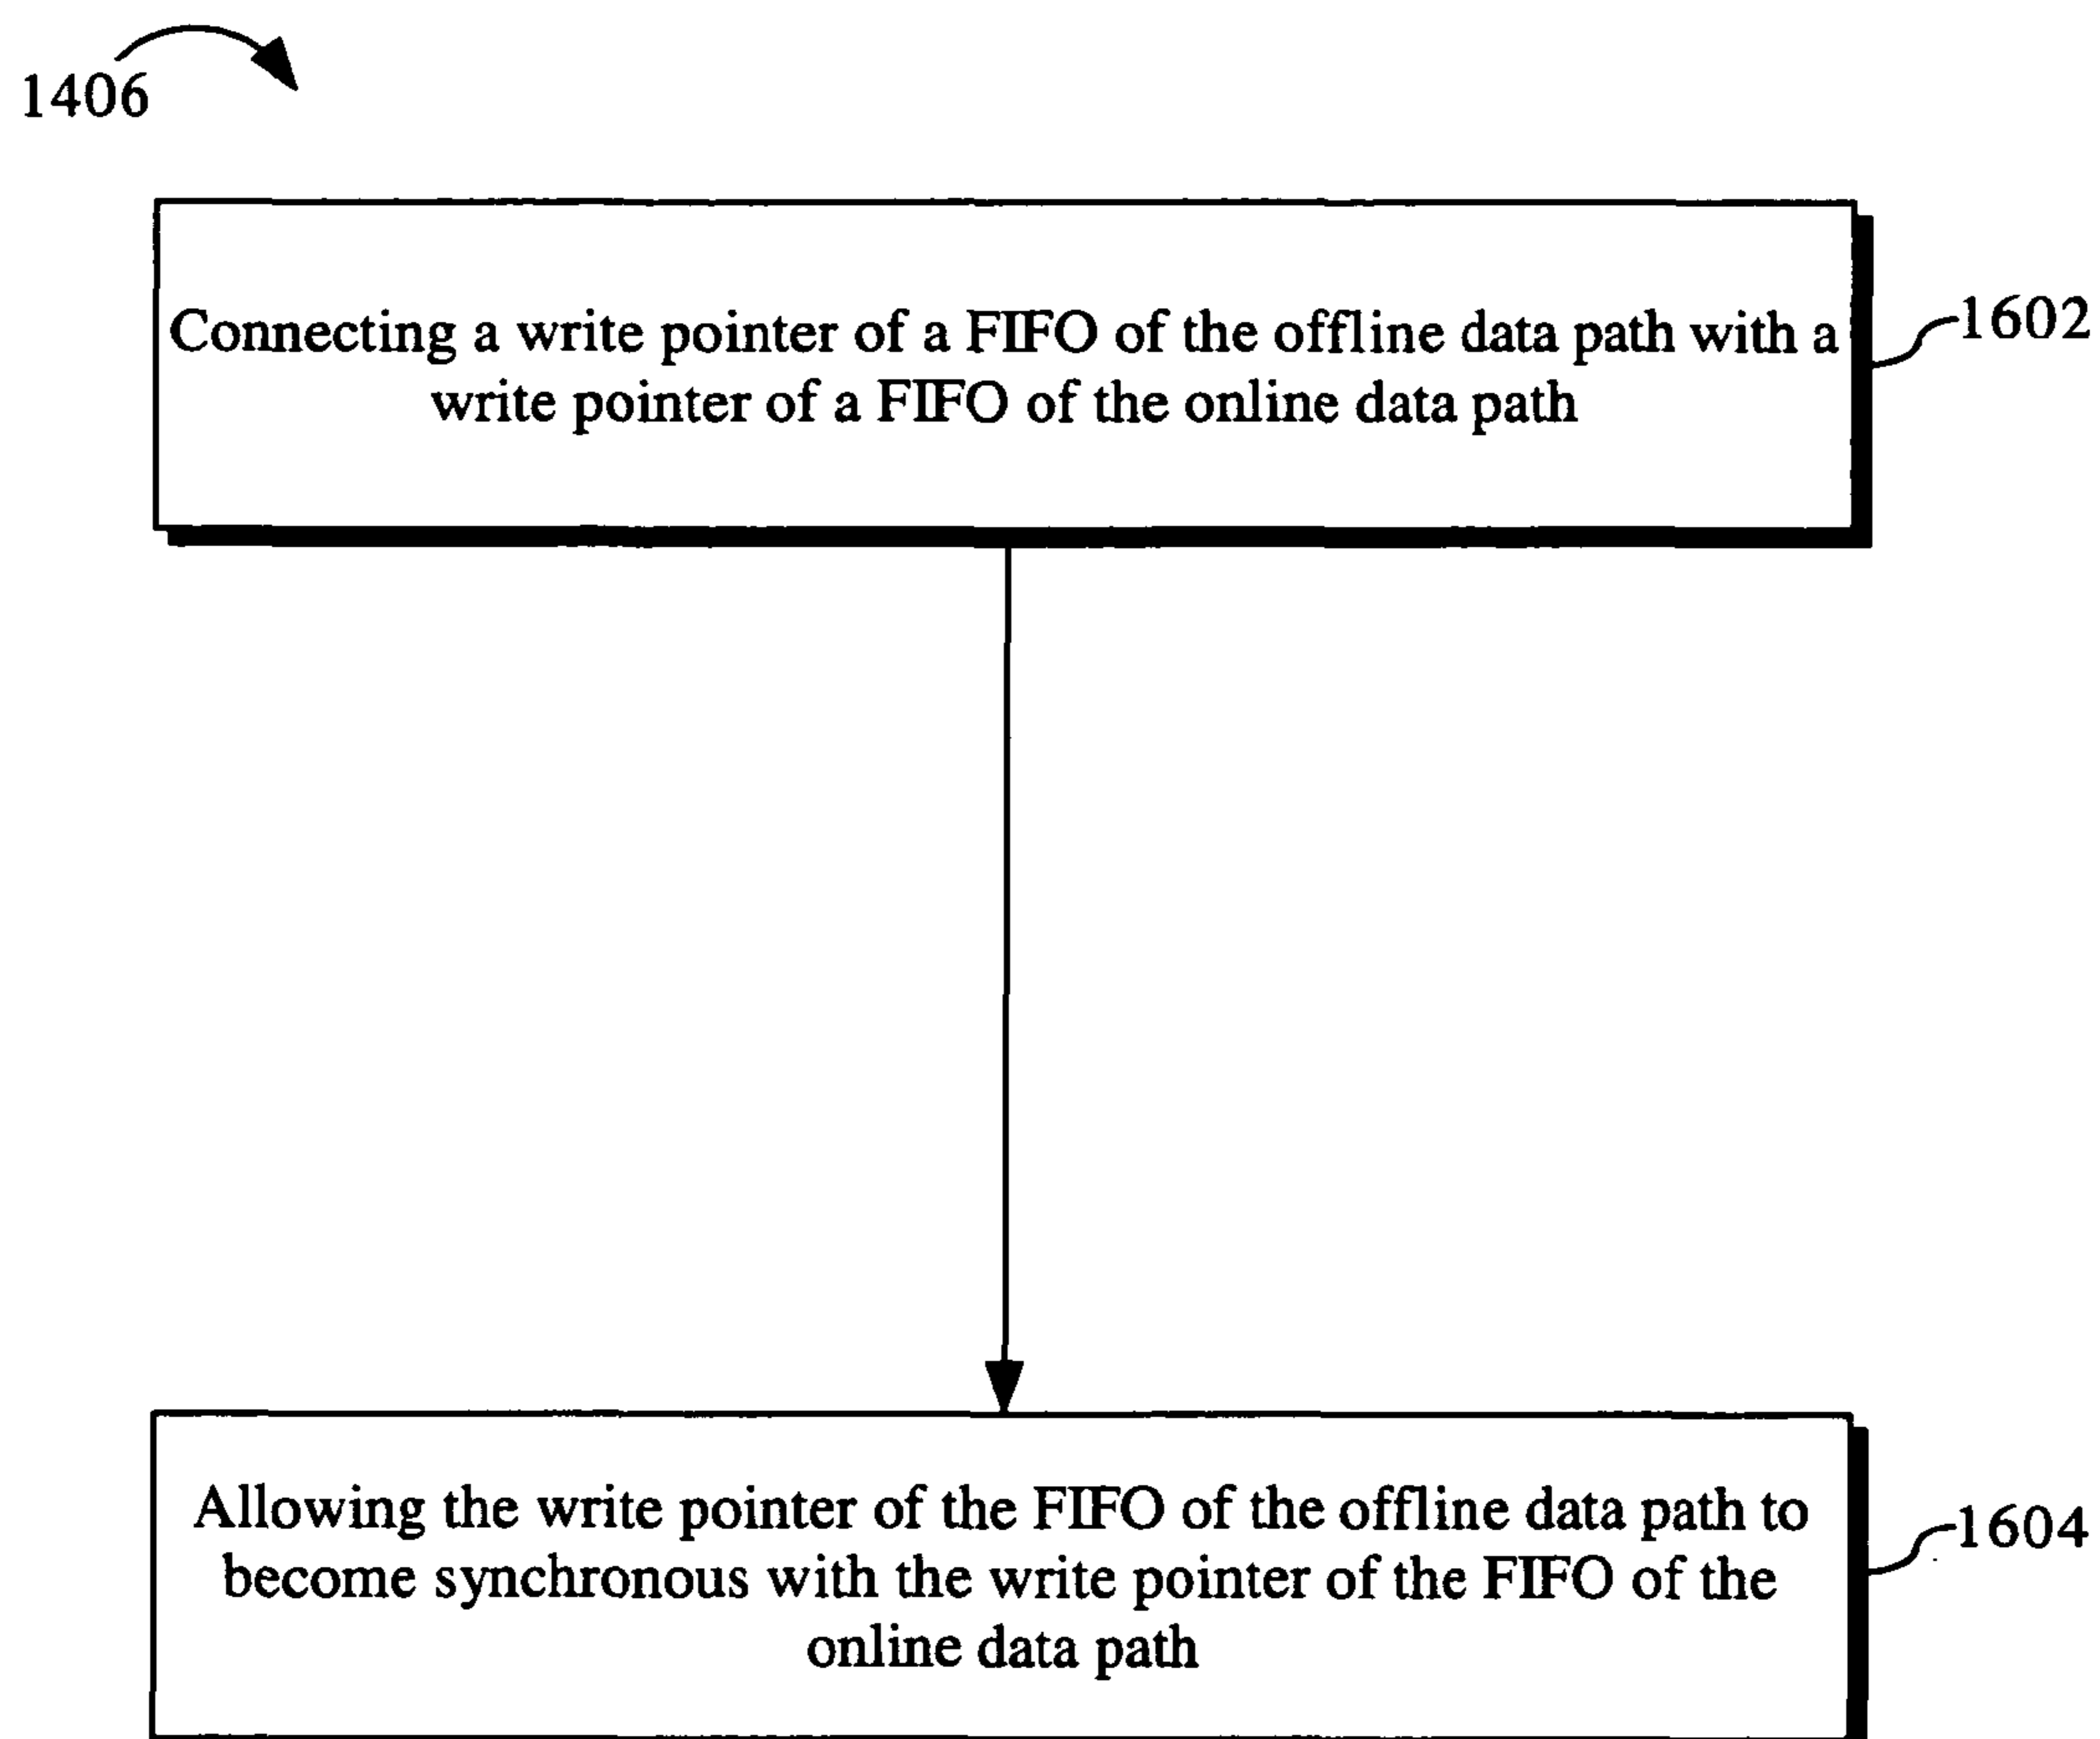 1406
Connecting a write pointer of a FIFO of the offline data path with a
write pointer of a FIFO of the online data path
1602
Allowing the write pointer of the FIFO of the offline data path to
become synchronous with the write pointer of the FIFO of the
online data path
1604